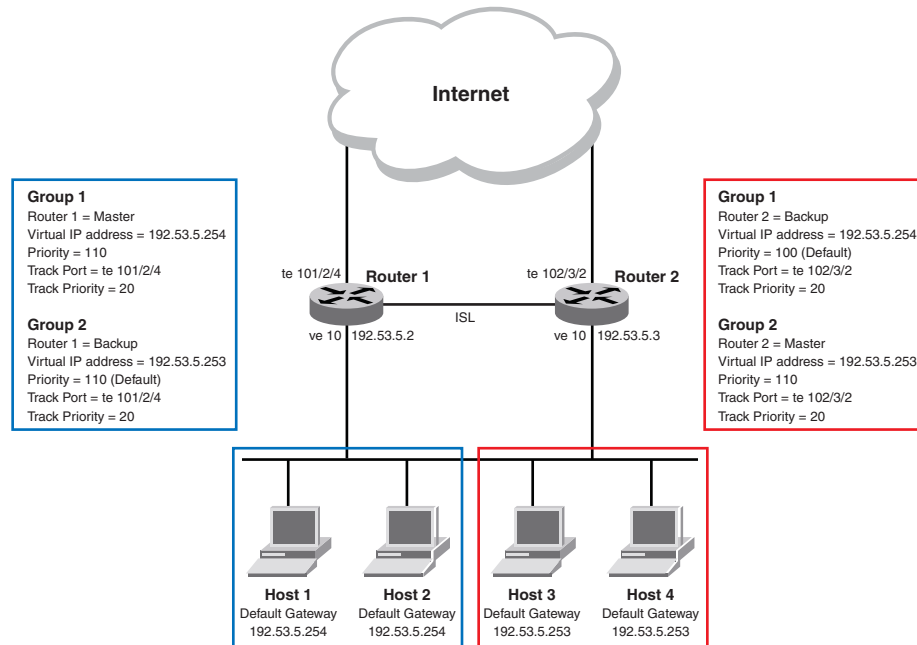 Internet
Group 1
Router 1 = Master
Virtual IP address = 192.53.5.254
Priority = 110
Track Port = te 101/2/4
Track Priority = 20
Group 2
Router 1 = Backup
Virtual IP address = 192.53.5.253
Priority = 110 (Default)
Track Port = te 101/2/4
Track Priority = 20
te 101/2/4
Router 1
ve 10
192.53.5.2
ISL
te 102/3/2
Router 2
ve 10
192.53.5.3
Group 1
Router 2 = Backup
Virtual IP address = 192.53.5.254
Priority = 100 (Default)
Track Port = te 102/3/2
Track Priority = 20
Group 2
Router 2 = Master
Virtual IP address = 192.53.5.253
Priority = 110
Track Port = te 102/3/2
Track Priority = 20
Host 1
Default Gateway
192.53.5.254
Host 2
Default Gateway
192.53.5.254
Host 3
Default Gateway
192.53.5.253
Host 4
Default Gateway
192.53.5.253